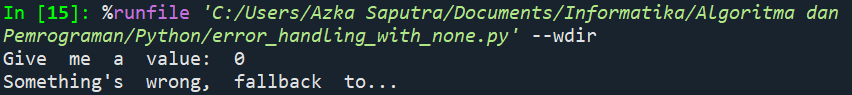 In [15]: %runfile 'C:/Users/Azka Saputra/Documents/Informatika/Algoritma dan
Pemrograman/Python/error_handling_with_none.py' --wdir
Give me a value: 0
Something's wrong, fallback to...